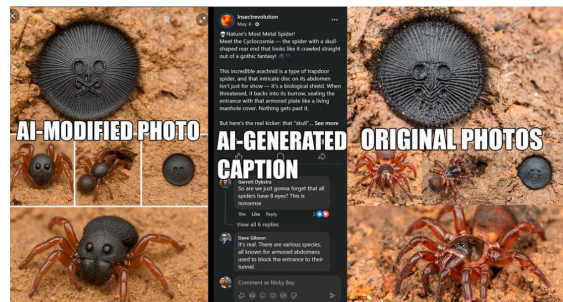 Insectrevolution
May 4
💀Nature's Most Metal Spider!
Meet the Cyclocosmia — the spider with a skull-
shaped rear end that looks like it crawled straight
out of a gothic fantasy!
This incredible arachnid is a type of trapdoor
spider, and that intricate disc on its abdomen
isn't just for show — it's a biological shield. When
threatened, it backs into its burrow, sealing the
entrance with that armored plate like a living
manhole cover. Nothing gets past it.
But here's the real kicker: that "skull"... See more
AI-MODIFIED PHOTO
AI-GENERATED
CAPTION
ORIGINAL PHOTOS
Garrett Dykstra
So are we just gonna forget that all
spiders have 8 eyes? This is
nonsense
10w Like Reply
2
View all 6 replies
Dave Gibson
It's real. There are various species,
all known for armored abdomens
used to block the entrance to their
tunnel.
Comment as Nicky Bay